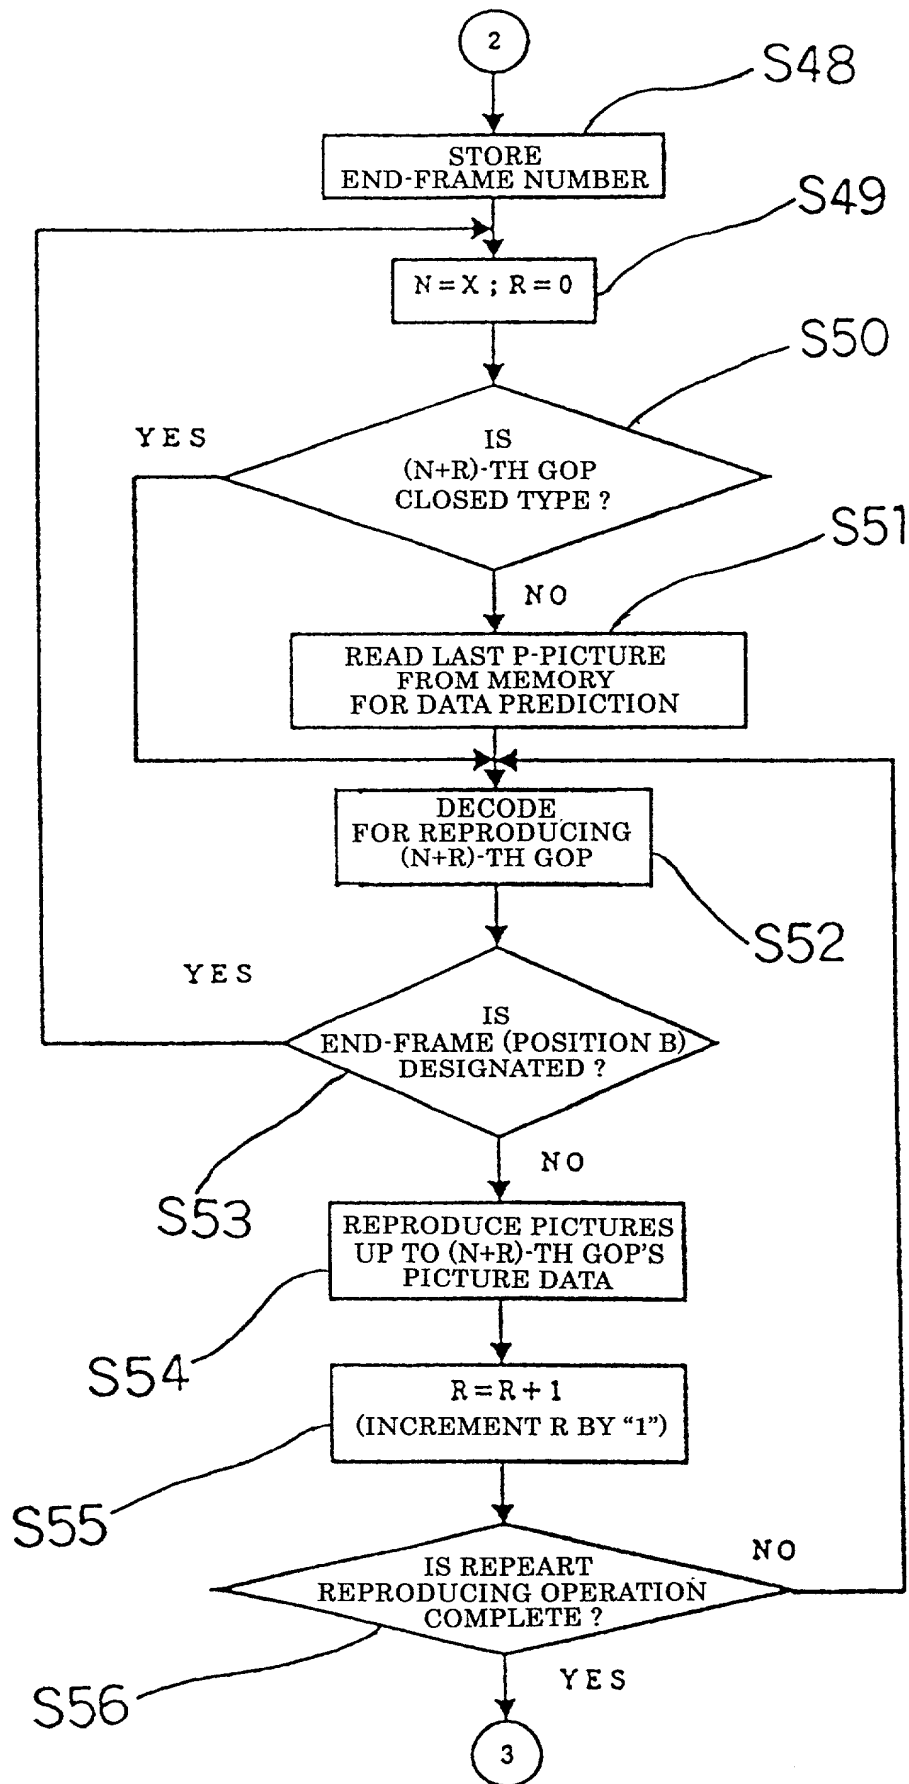 2
S48
STORE
END-FRAME NUMBER
S49
N=X ; R=0
S50
YES
IS
(N+R)-TH GOP
CLOSED TYPE ?
S51
NO
READ LAST P-PICTURE
FROM MEMORY
FOR DATA PREDICTION
DECODE
FOR REPRODUCING
(N+R)-TH GOP
S52
YES
IS
END-FRAME (POSITION B)
DESIGNATED ?
NO
S53
REPRODUCE PICTURES
UP TO (N+R)-TH GOP'S
PICTURE DATA
S54
R=R+1
(INCREMENT R BY “1”)
S55
NO
IS REPEART
REPRODUCING OPERATION
COMPLETE ?
S56
YES
3